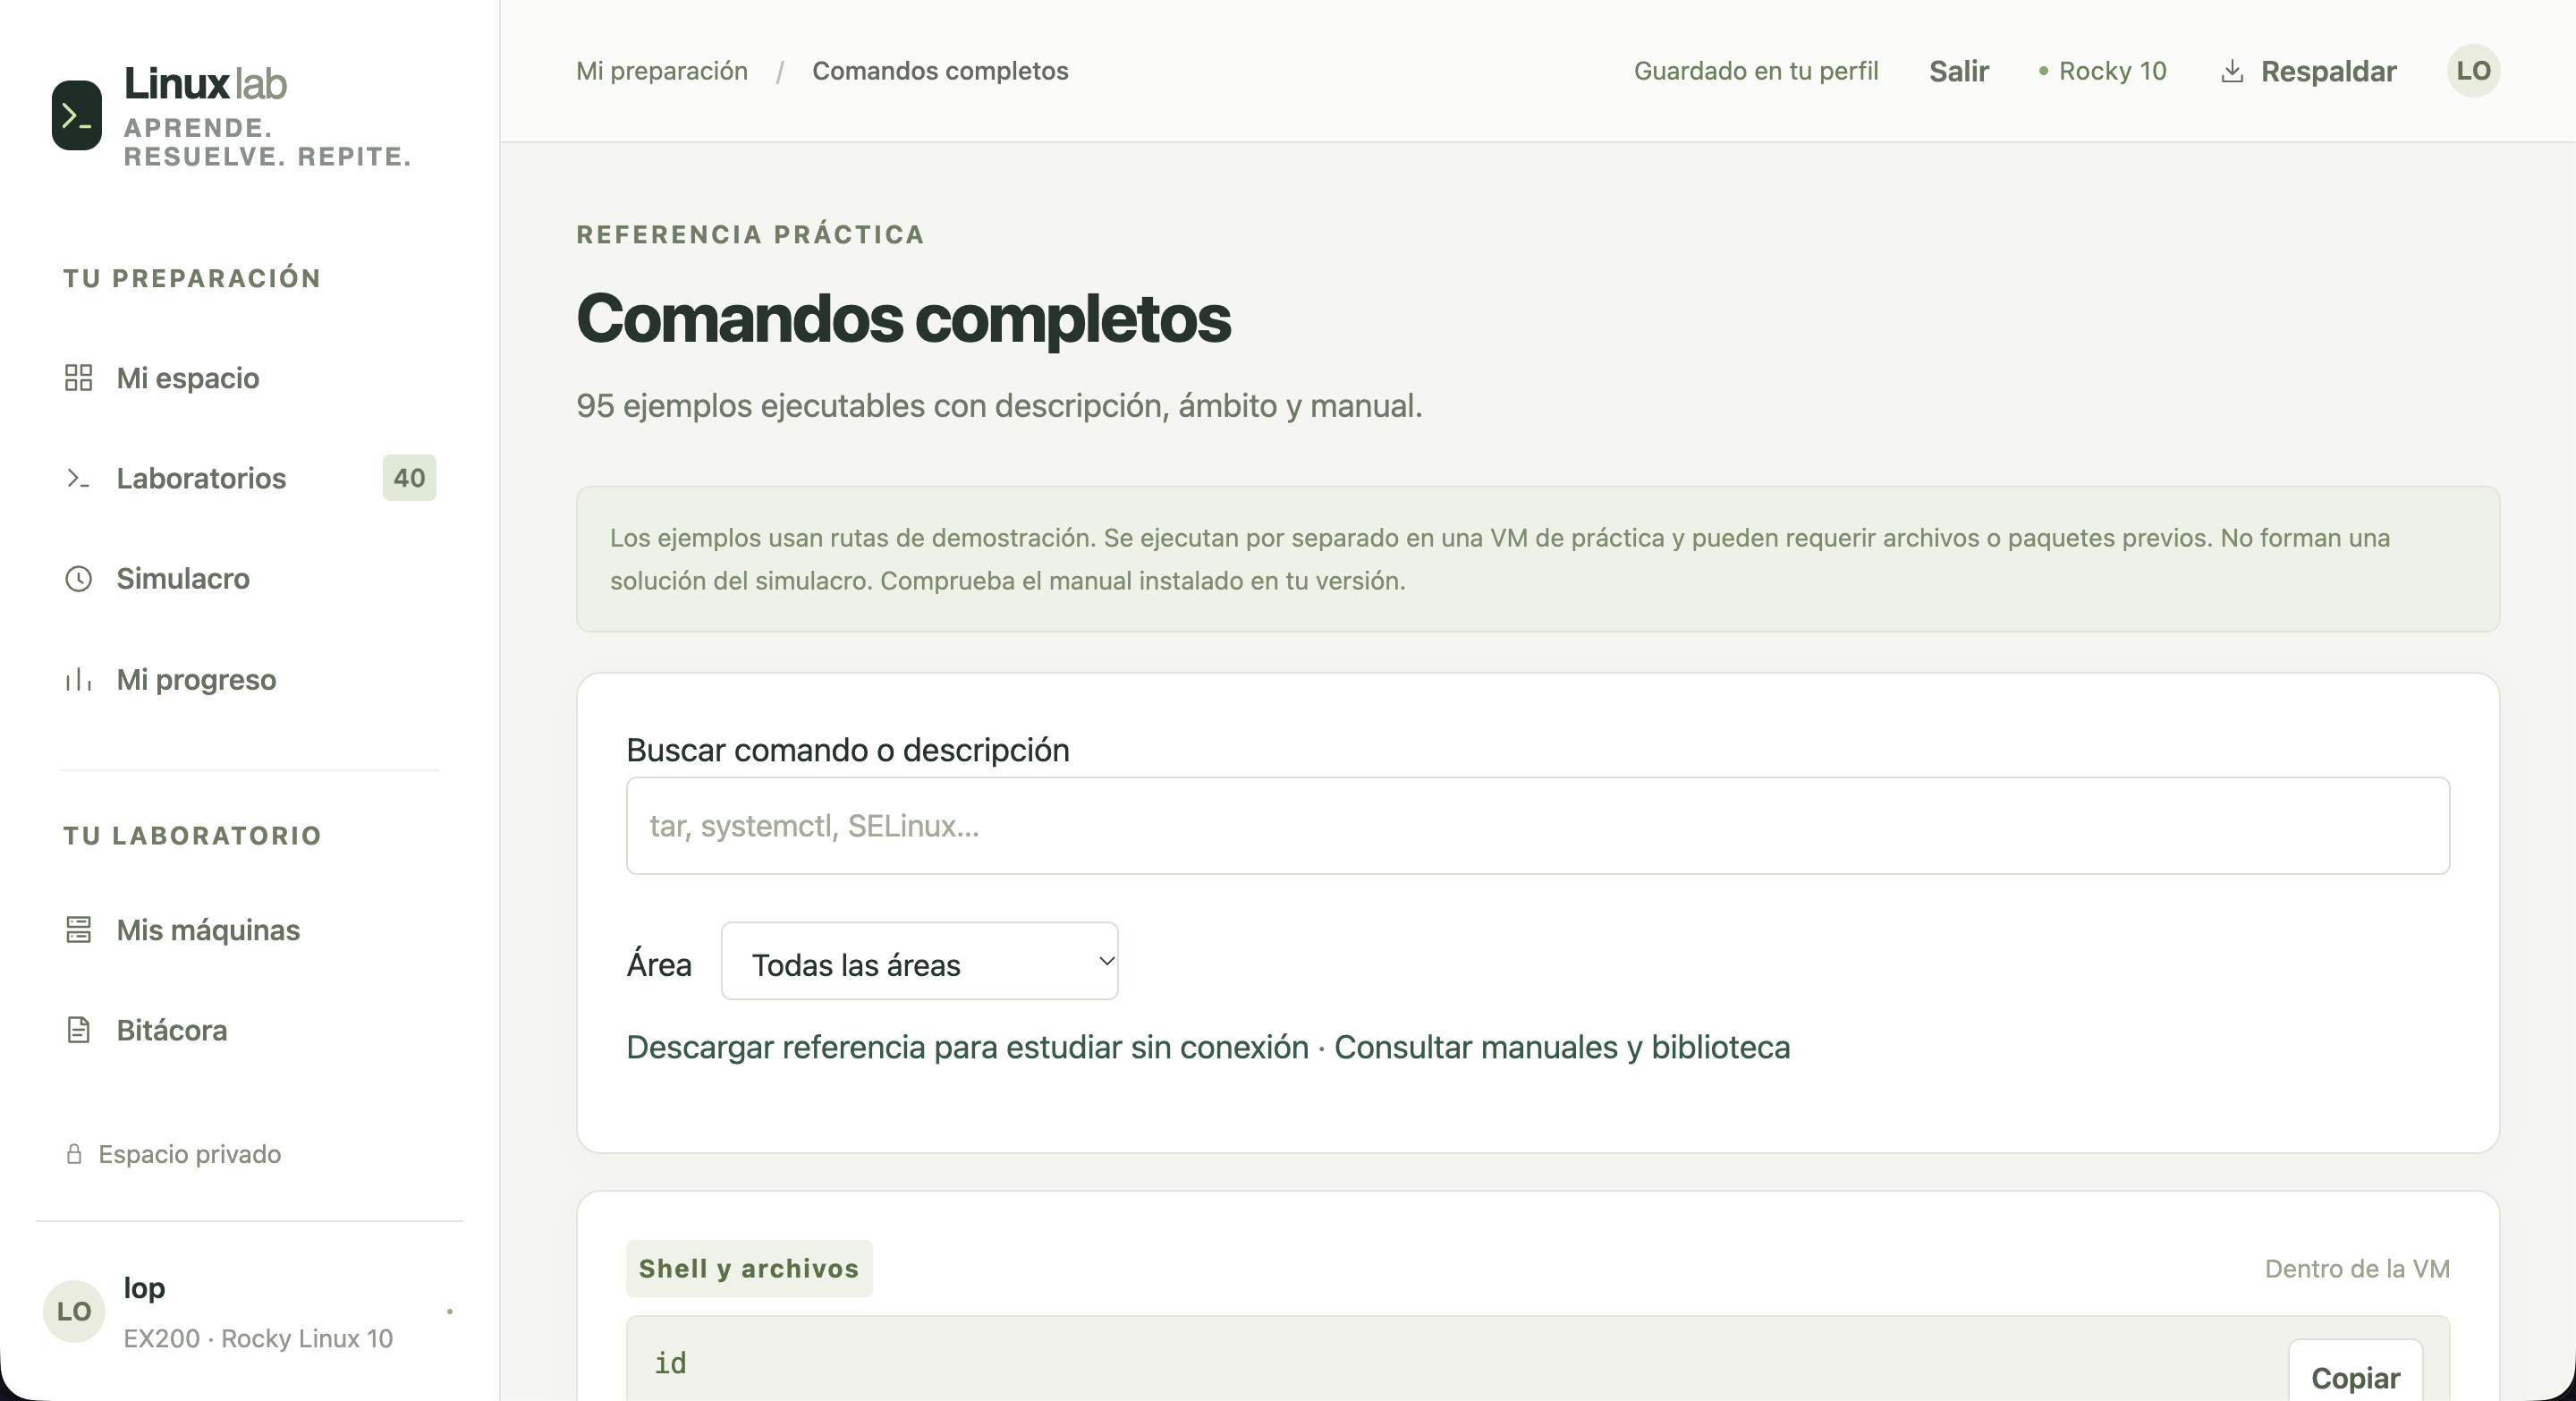 Linux lab
APRENDE.
RESUELVE. REPITE.
TU PREPARACIÓN
Mi espacio
Laboratorios 40
Simulacro
Mi progreso
TU LABORATORIO
Mis máquinas
Bitácora
Espacio privado
LO
lop
EX200 · Rocky Linux 10
Mi preparación / Comandos completos
Guardado en tu perfil Salir • Rocky 10 Respaldar LO
REFERENCIA PRÁCTICA
Comandos completos
95 ejemplos ejecutables con descripción, ámbito y manual.
Los ejemplos usan rutas de demostración. Se ejecutan por separado en una VM de práctica y pueden requerir archivos o paquetes previos. No forman una
solución del simulacro. Comprueba el manual instalado en tu versión.
Buscar comando o descripción
tar, systemctl, SELinux...
Área Todas las áreas
Descargar referencia para estudiar sin conexión · Consultar manuales y biblioteca
Shell y archivos Dentro de la VM
id
Copiar